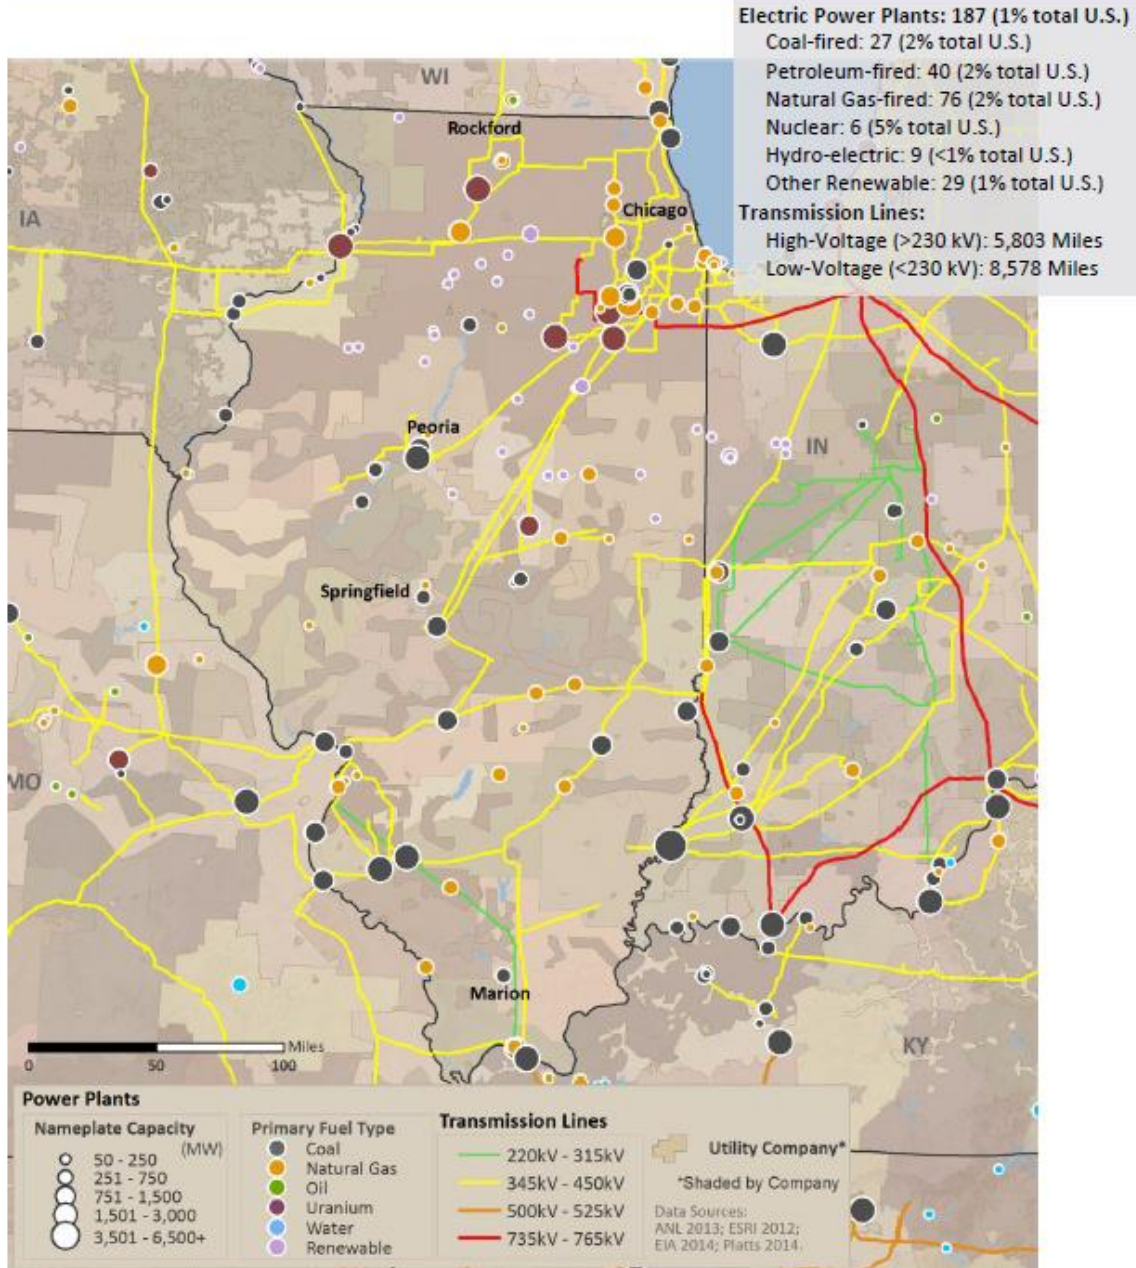 Electric Power Plants: 187 (1% total U.S.)
Coal-fired: 27 (2% total U.S.)
Petroleum-fired: 40 (2% total U.S.)
Natural Gas-fired: 76 (2% total U.S.)
Nuclear: 6 (5% total U.S.)
Hydro-electric: 9 (<1% total U.S.)
Other Renewable: 29 (1% total U.S.)
Transmission Lines:
High-Voltage (>230 kV): 5,803 Miles
Low-Voltage (<230 kV): 8,578 Miles
WI
Rockford
IA
Chicago
Peoria
IN
Springfield
MO
Marion
KY
Miles
0 50 100
Power Plants
Nameplate Capacity
(MW)
50 - 250
251 - 750
751 - 1,500
1,501 - 3,000
3,501 - 6,500+
Primary Fuel Type
Coal
Natural Gas
Oil
Uranium
Water
Renewable
Transmission Lines
220kV - 315kV
345kV - 450kV
500kV - 525kV
735kV - 765kV
Utility Company*
*Shaded by Company
Data Sources:
ANL 2013; ESRI 2012;
EIA 2014; Platts 2014.